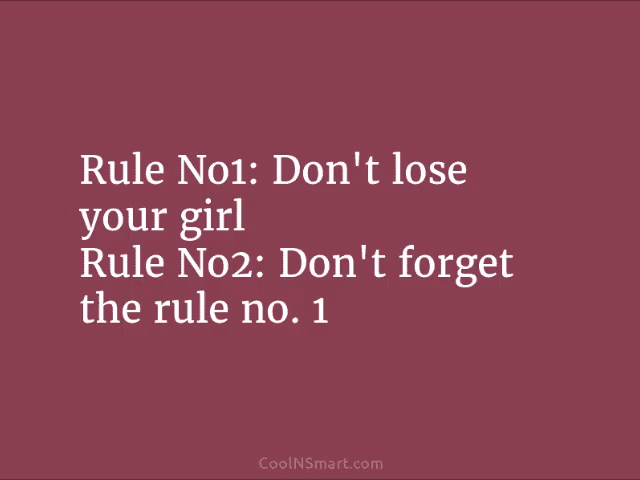 Rule No1: Don't lose
your girl
Rule No2: Don't forget
the rule no. 1
CoolNSmart.com